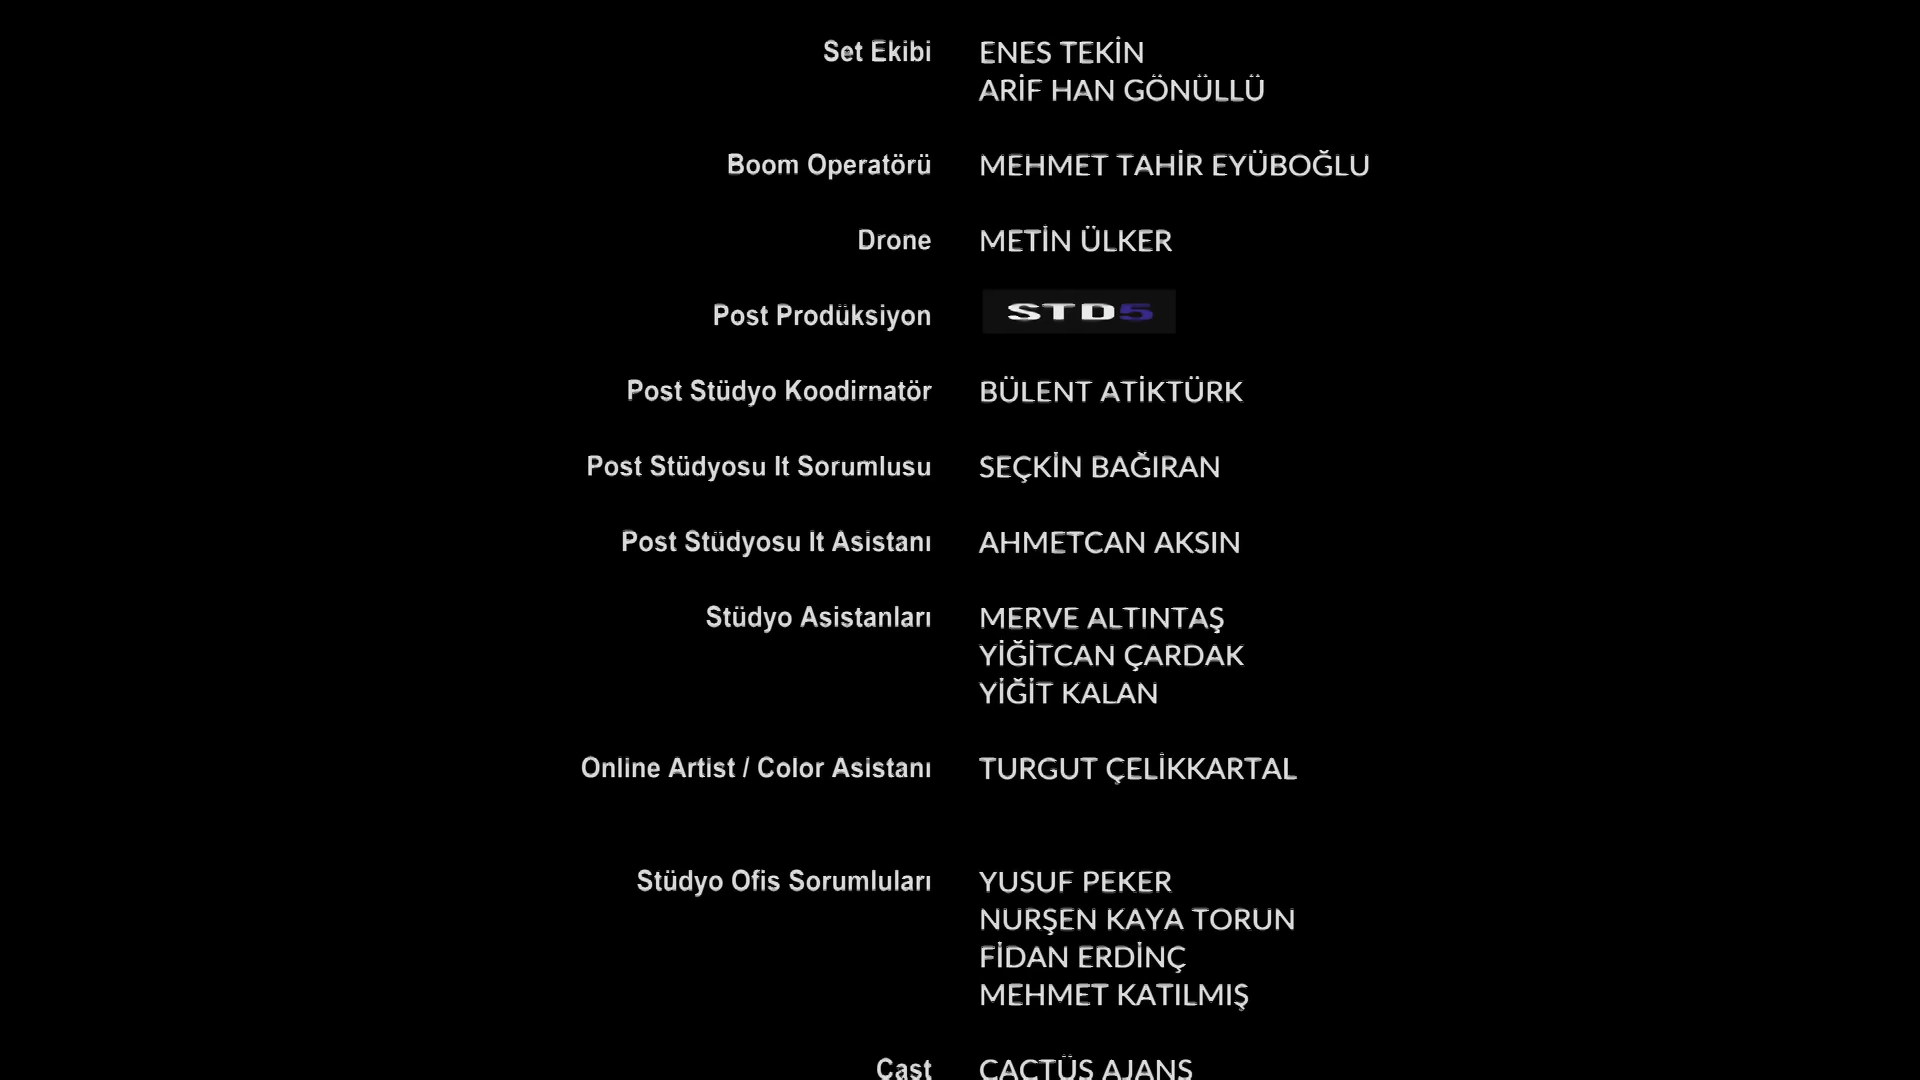 Set Ekibi ENES TEKİN
ARİF HAN GÖNÜLLÜ
Boom Operatörü MEHMET TAHİR EYÜBOĞLU
Drone METİN ÜLKER
Post Prodüksiyon STD5
Post Stüdyo Koodirnatör BÜLENT ATİKTÜRK
Post Stüdyosu It Sorumlusu SEÇKİN BAĞIRAN
Post Stüdyosu It Asistanı AHMETCAN AKSIN
Stüdyo Asistanları MERVE ALTINTAŞ
YİĞİTCAN ÇARDAK
YİĞİT KALAN
Online Artist / Color Asistanı TURGUT ÇELİKKARTAL
Stüdyo Ofis Sorumluları YUSUF PEKER
NURŞEN KAYA TORUN
FİDAN ERDİNÇ
MEHMET KATILMIŞ
Cast CACTÜS AJANS